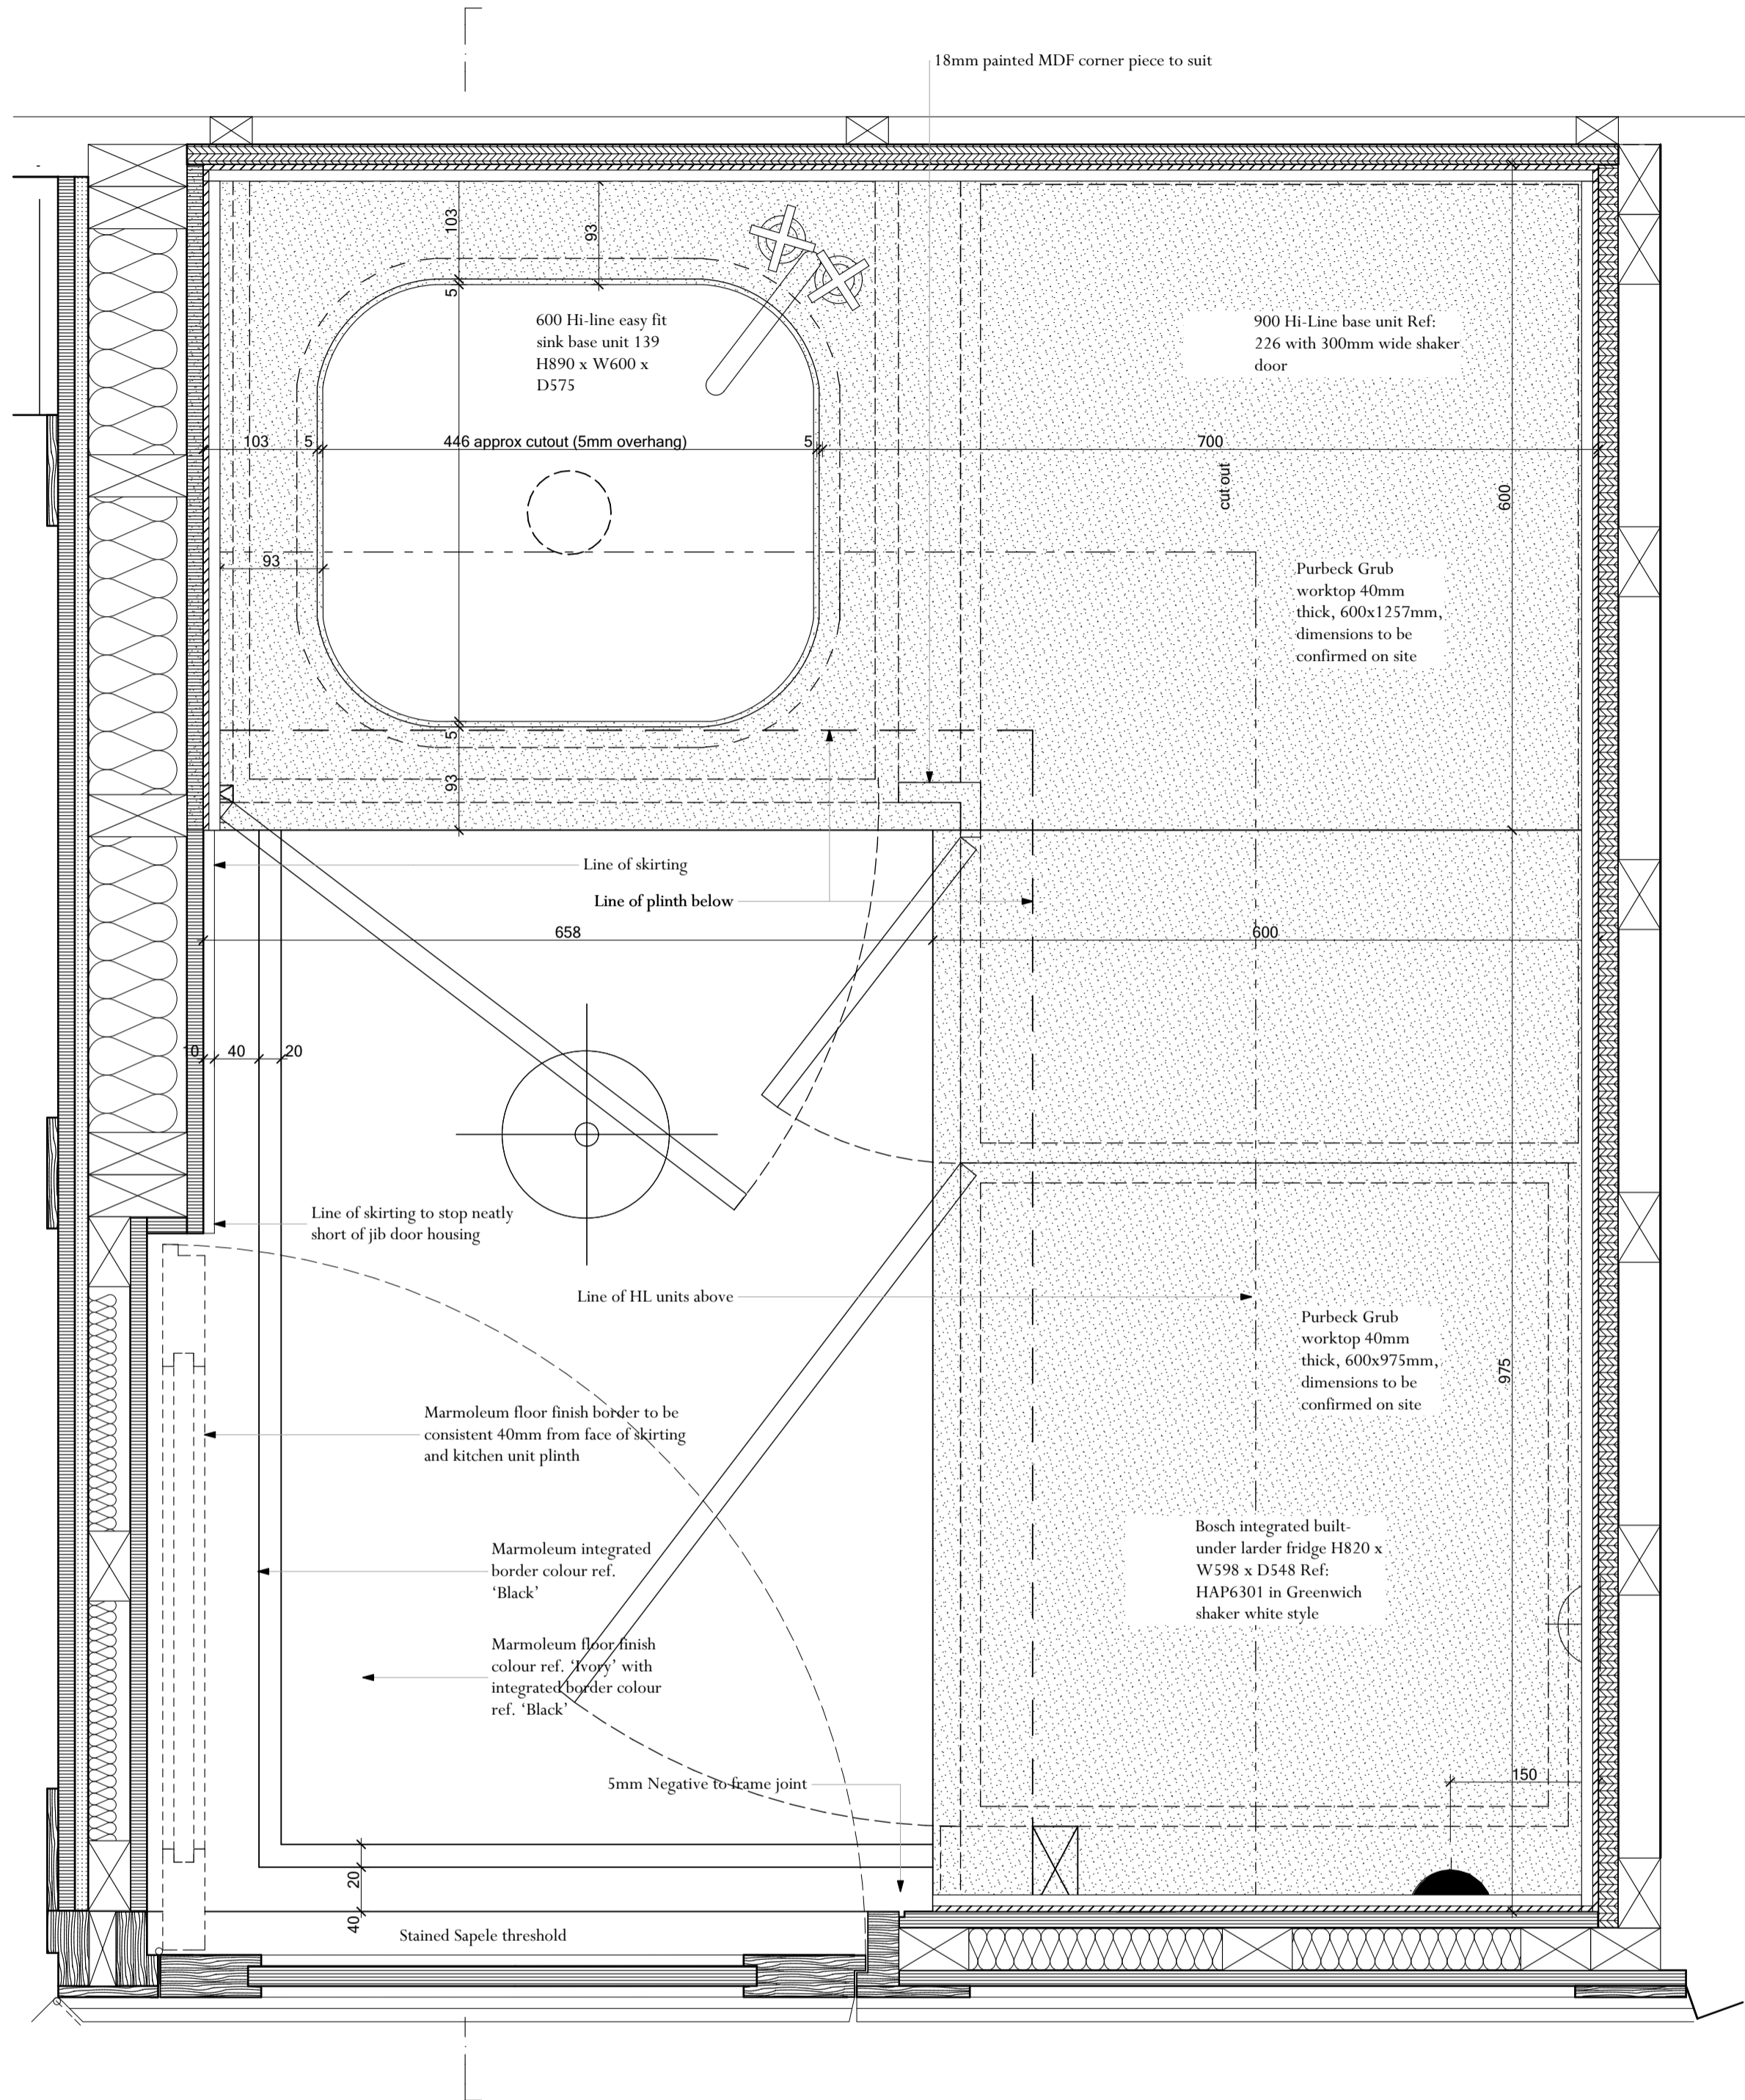 18mm painted MDF corner piece to suit
103
93
5
600 Hi-line easy fit
sink base unit 139
H890 x W600 x
D575
900 Hi-Line base unit Ref:
226 with 300mm wide shaker
door
103
5
446 approx cutout (5mm overhang)
5
700
cut out
600
93
Purbeck Grub
worktop 40mm
thick, 600x1257mm,
dimensions to be
confirmed on site
5
93
Line of skirting
Line of plinth below
658
600
10
40
20
Line of skirting to stop neatly
short of jib door housing
Line of HL units above
Purbeck Grub
worktop 40mm
thick, 600x975mm,
dimensions to be
confirmed on site
975
Marmoleum floor finish border to be
consistent 40mm from face of skirting
and kitchen unit plinth
Bosch integrated built-
under larder fridge H820 x
W598 x D548 Ref:
HAP6301 in Greenwich
shaker white style
Marmoleum integrated
border colour ref.
‘Black’
Marmoleum floor finish
colour ref. ‘Ivory’ with
integrated border colour
ref. ‘Black’
5mm Negative to frame joint
150
20
40
Stained Sapele threshold